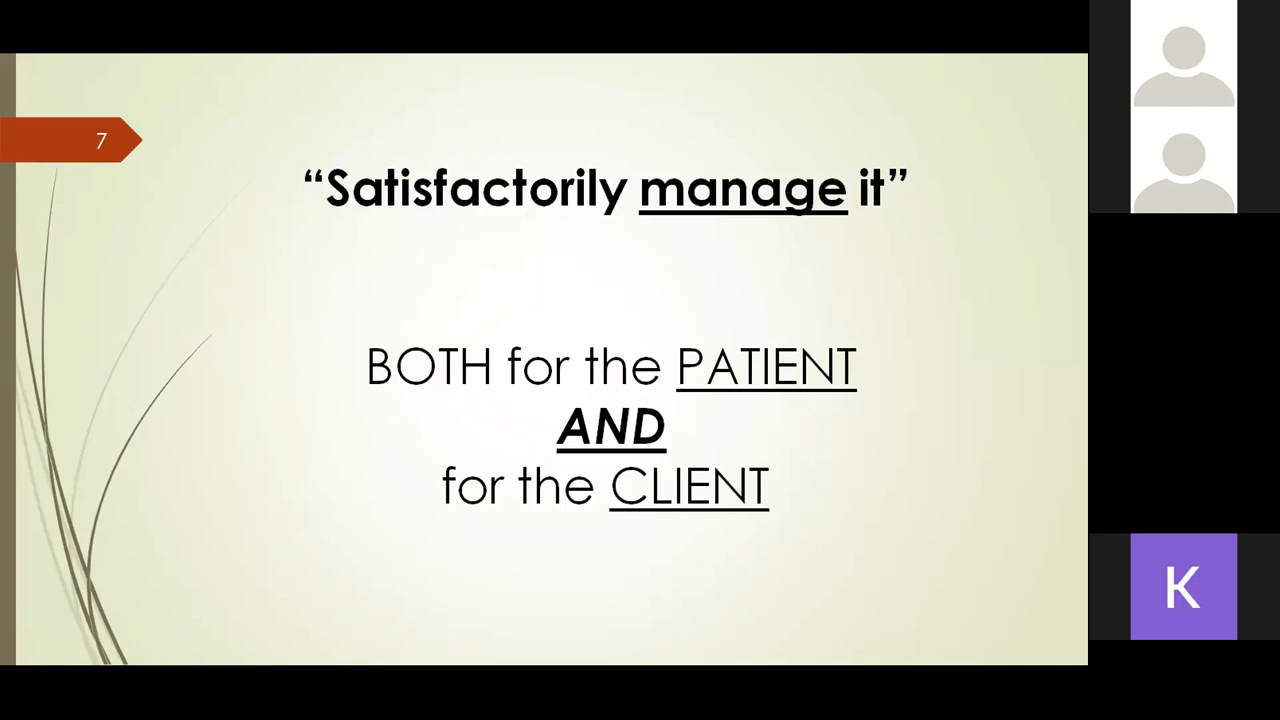 7
“Satisfactorily manage it”
BOTH for the PATIENT
AND
for the CLIENT
K